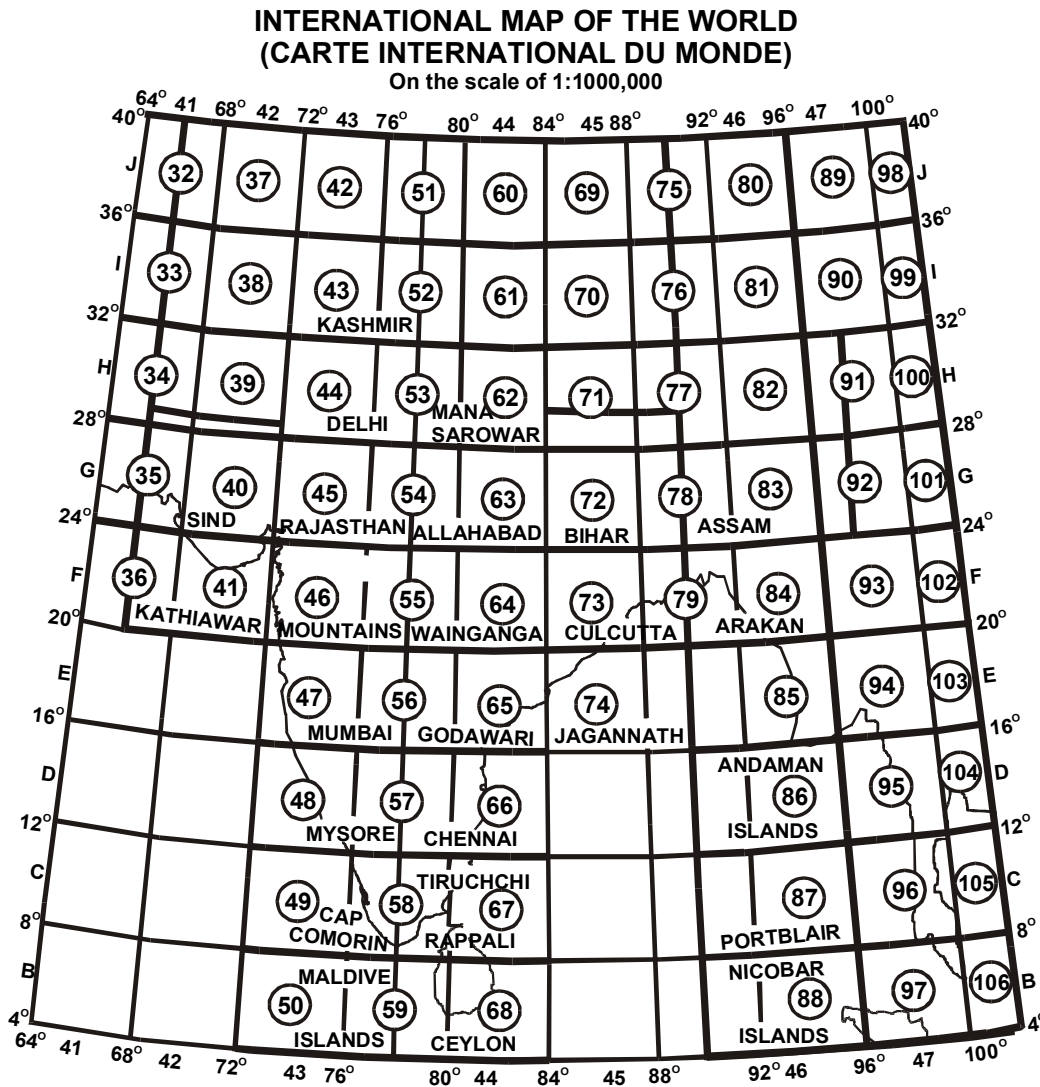 INTERNATIONAL MAP OF THE WORLD
(CARTE INTERNATIONAL DU MONDE)
On the scale of 1:1000,000
64° 41 68° 42 72° 43 76° 80° 44 84° 45 88° 92° 46 96° 47 100°
40° 40°
J 32 37 42 51 60 69 75 80 89 98 J
36° 36°
I 33 38 43 52 61 70 76 81 90 99 I
KASHMIR
32° 32°
H 34 39 44 53 62 71 77 82 91 100 H
DELHI MANA
SAROWAR
28° 28°
G 35 40 45 54 63 72 78 83 92 101 G
SIND RAJASTHAN ALLAHABAD BIHAR ASSAM
24° 24°
F 36 41 46 55 64 73 79 84 93 102 F
KATHIAWAR MOUNTAINS WAINGANGA CULCUTTA ARAKAN
20° 20°
E 47 56 65 74 85 94 103 E
MUMBAI GODAWARI JAGANNATH
16° 16°
ANDAMAN
D 48 57 66 86 95 104 D
MYSORE CHENNAI ISLANDS
12° 12°
TIRUCHCHI
C 49 58 67 87 96 105 C
CAP
COMORIN RAPPALI PORTBLAIR
8° 8°
MALDIVE NICOBAR
B 50 59 68 88 97 106 B
ISLANDS CEYLON ISLANDS
4° 4°
64° 41 68° 42 72° 43 76° 80° 44 84° 45 88° 92° 46 96° 47 100°